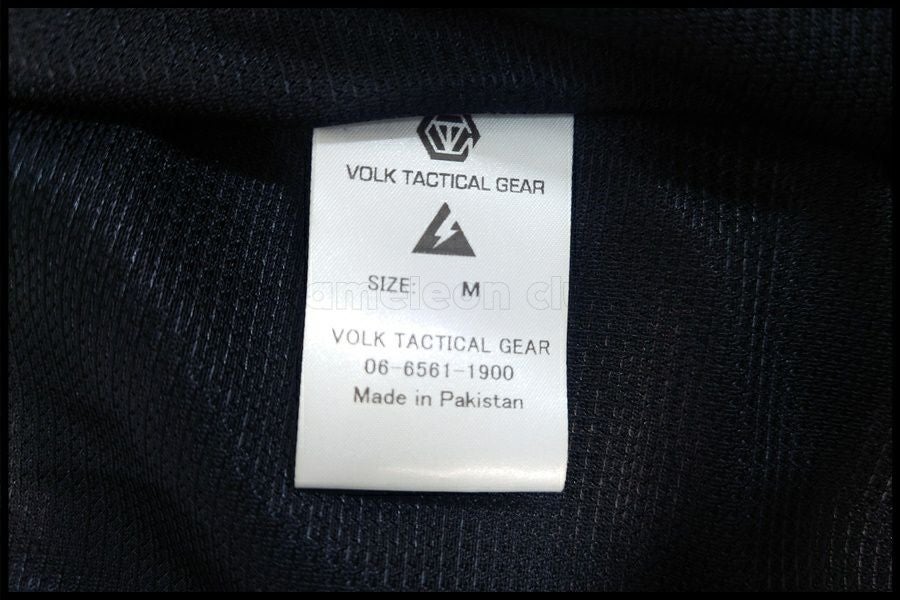 VOLK TACTICAL GEAR
SIZE: M
VOLK TACTICAL GEAR
06-6561-1900
Made in Pakistan